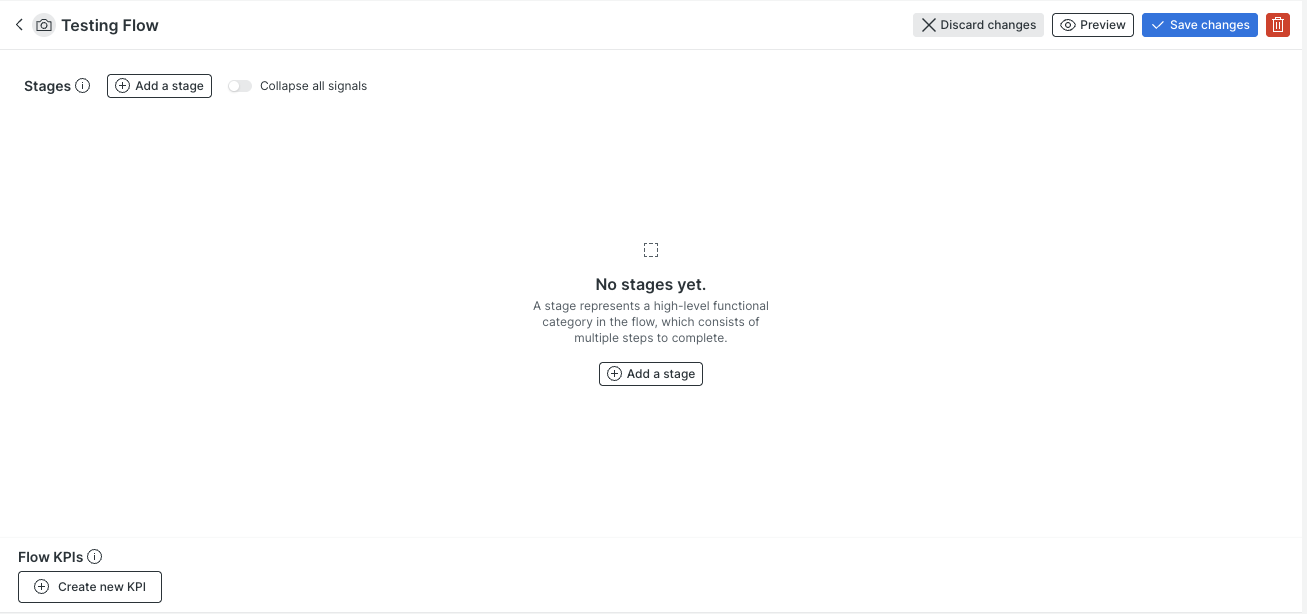 Testing Flow
Discard changes
Preview
Save changes
Stages
Add a stage
Collapse all signals
No stages yet.
A stage represents a high-level functional
category in the flow, which consists of
multiple steps to complete.
Add a stage
Flow KPIs
Create new KPI